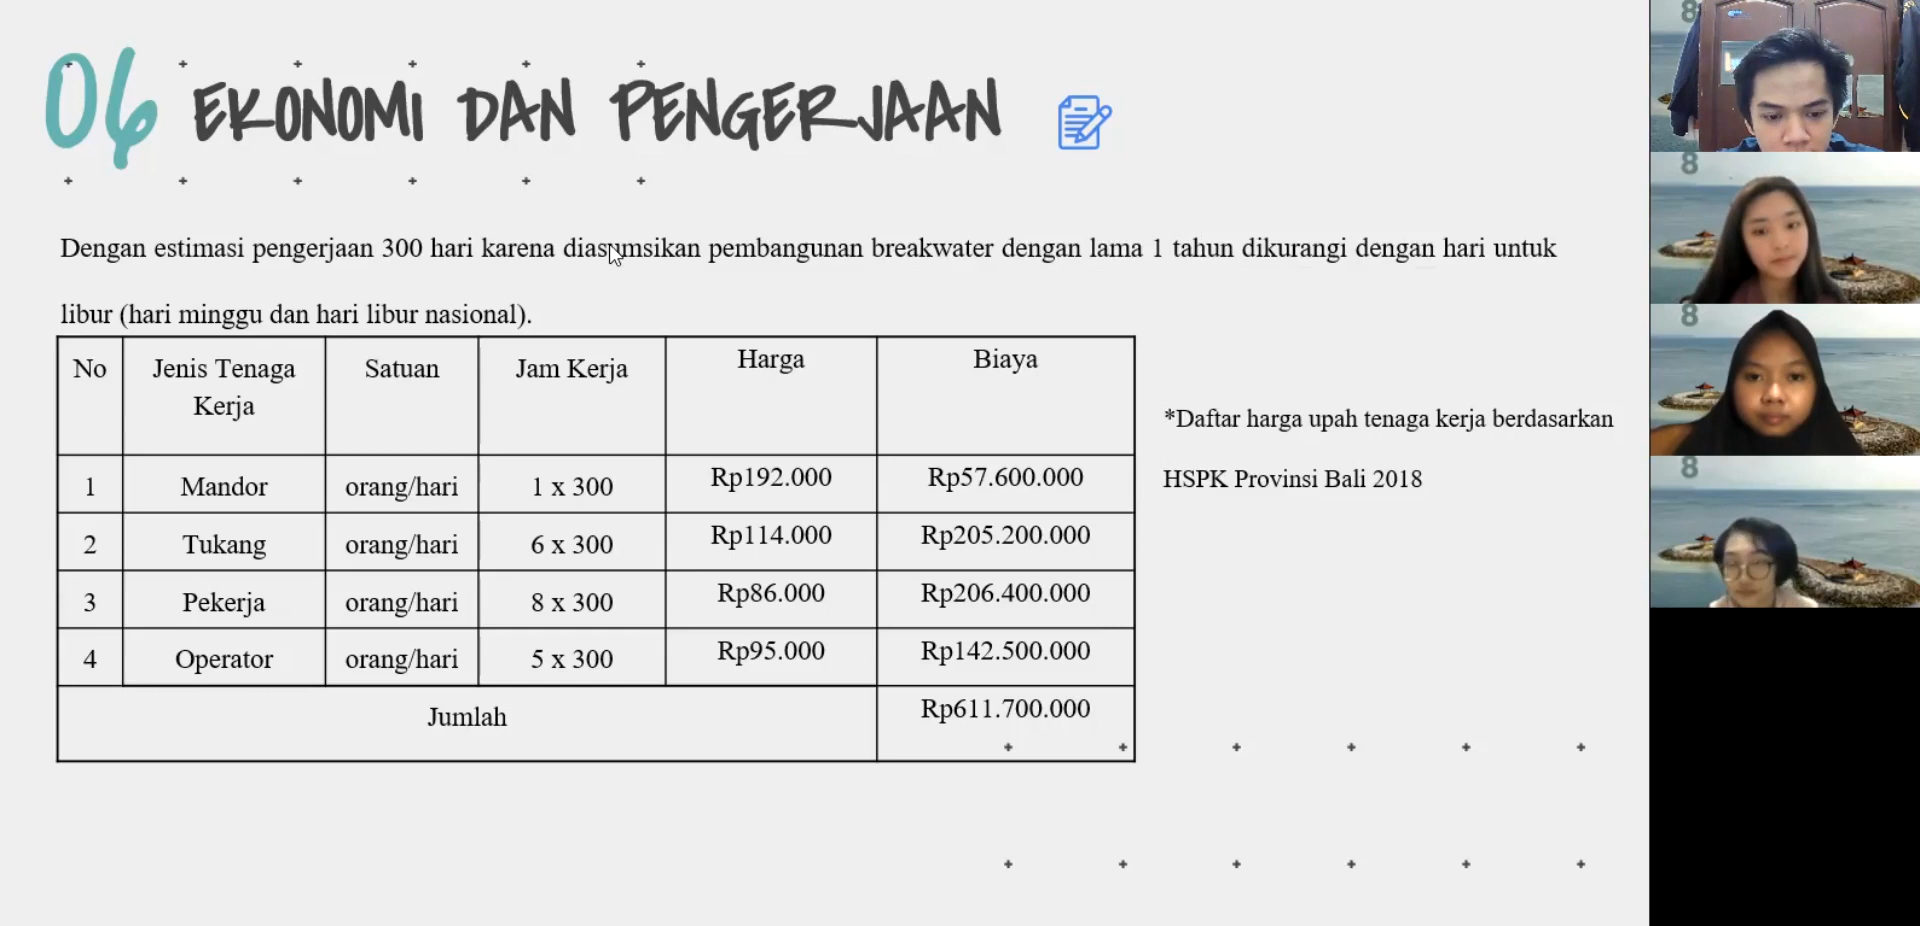 06 EKONOMI DAN PENGERJAAN
Dengan estimasi pengerjaan 300 hari karena diasumsikan pembangunan breakwater dengan lama 1 tahun dikurangi dengan hari untuk
libur (hari minggu dan hari libur nasional).
No Jenis Tenaga Kerja Satuan Jam Kerja Harga Biaya
1 Mandor orang/hari 1 x 300 Rp192.000 Rp57.600.000
2 Tukang orang/hari 6 x 300 Rp114.000 Rp205.200.000
3 Pekerja orang/hari 8 x 300 Rp86.000 Rp206.400.000
4 Operator orang/hari 5 x 300 Rp95.000 Rp142.500.000
Jumlah Rp611.700.000
*Daftar harga upah tenaga kerja berdasarkan
HSPK Provinsi Bali 2018
8
8
8
8